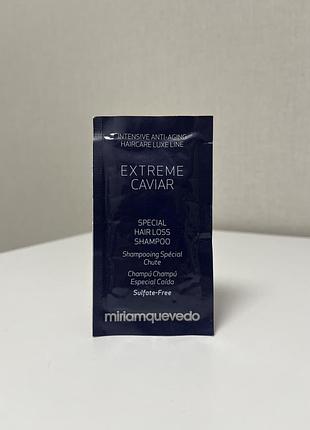 INTENSIVE ANTI-AGING
HAIRCARE LUXE LINE
EXTREME
CAVIAR
SPECIAL
HAIR LOSS
SHAMPOO
Shampooing Spécial
Chute
Champú Champú
Especial Caída
Sulfate-Free
miriamquevedo